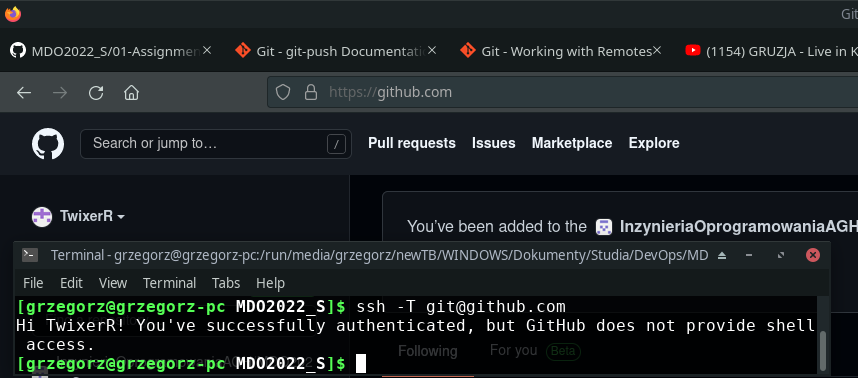 Git
MDO2022_S/01-Assignmen
Git - git-push Documentati
Git - Working with Remotes
(1154) GRUZJA - Live in K
https://github.com
Search or jump to…
/
Pull requests
Issues
Marketplace
Explore
TwixerR
You've been added to the InzynieriaOprogramowaniaAGH
Terminal - grzegorz@grzegorz-pc:/run/media/grzegorz/newTB/WINDOWS/Dokumenty/Studia/DevOps/MD
File Edit View Terminal Tabs Help
[grzegorz@grzegorz-pc MDO2022_S]$ ssh -T git@github.com
Hi TwixerR! You've successfully authenticated, but GitHub does not provide shell
access.
[grzegorz@grzegorz-pc MDO2022_S]$
Following
For you
Beta